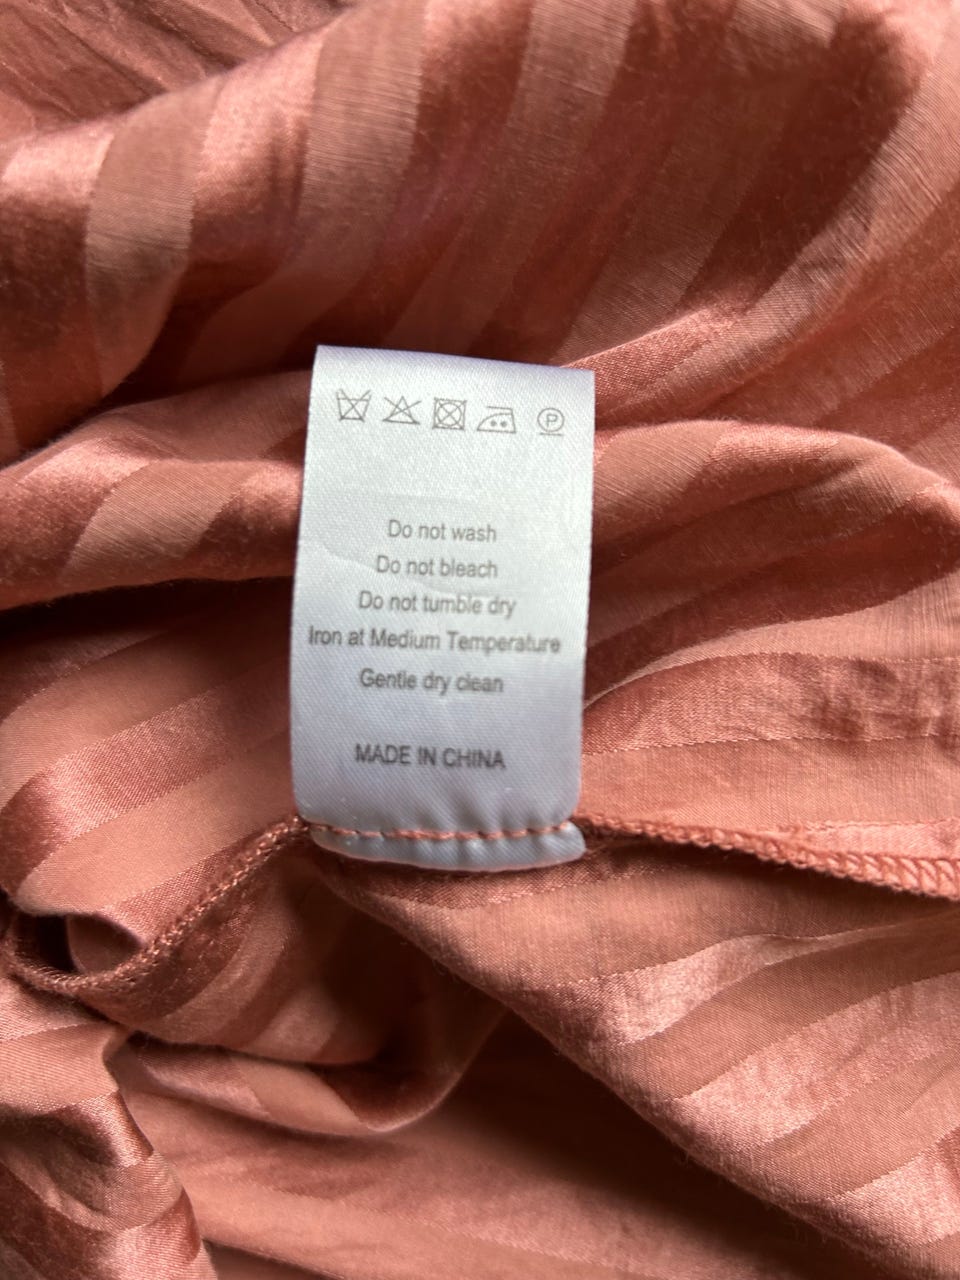 P
Do not wash
Do not bleach
Do not tumble dry
Iron at Medium Temperature
Gentle dry clean
MADE IN CHINA